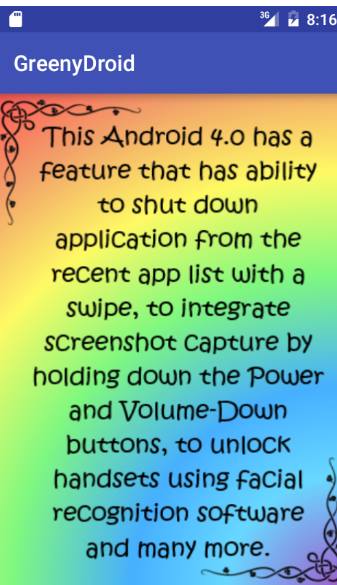 3G 8:16
GreenyDroid
This Android 4.0 has a
feature that has ability
to shut down
application from the
recent app list with a
swipe, to integrate
screenshot capture by
holding down the Power
and Volume-Down
buttons, to unlock
handsets using facial
recognition software
and many more.